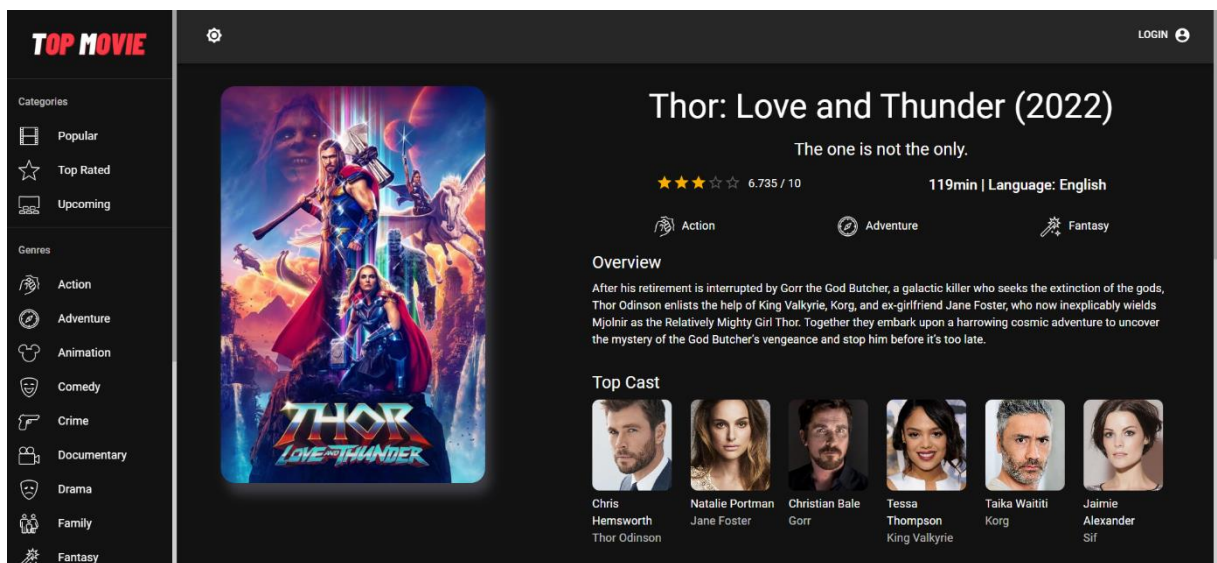 TOP MOVIE
LOGIN
Categories
Popular
Top Rated
Upcoming
Genres
Action
Adventure
Animation
Comedy
Crime
Documentary
Drama
Family
Fantasy
THOR
LOVE AND THUNDER
Thor: Love and Thunder (2022)
The one is not the only.
6.735 / 10
119min | Language: English
Action
Adventure
Fantasy
Overview
After his retirement is interrupted by Gorr the God Butcher, a galactic killer who seeks the extinction of the gods,
Thor Odinson enlists the help of King Valkyrie, Korg, and ex-girlfriend Jane Foster, who now inexplicably wields
Mjolnir as the Relatively Mighty Girl Thor. Together they embark upon a harrowing cosmic adventure to uncover
the mystery of the God Butcher's vengeance and stop him before it's too late.
Top Cast
Chris
Hemsworth
Thor Odinson
Natalie Portman
Jane Foster
Christian Bale
Gorr
Tessa
Thompson
King Valkyrie
Taika Waititi
Korg
Jaimie
Alexander
Sif